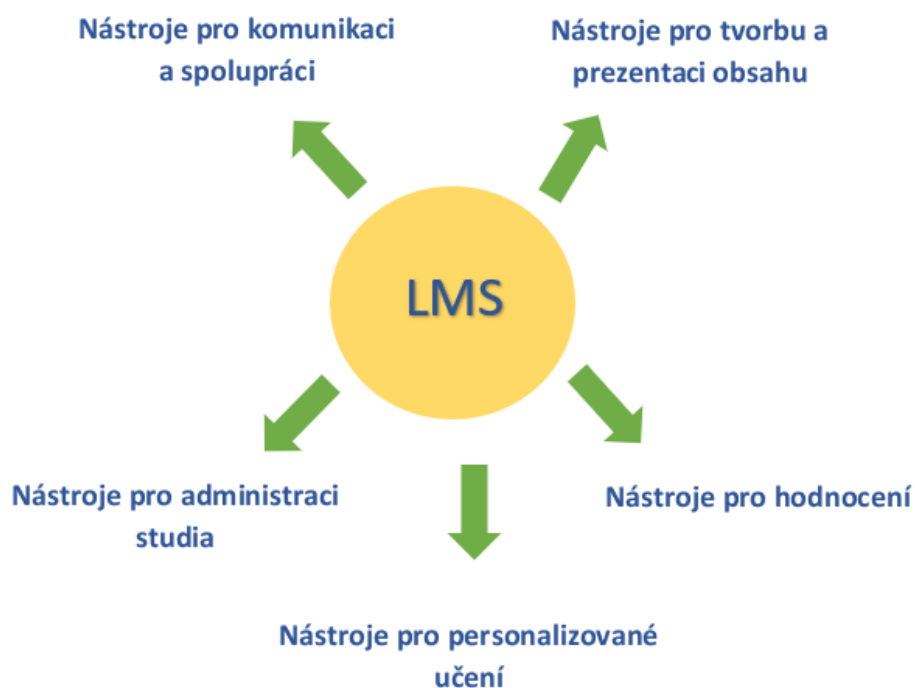 Nástroje pro komunikaci
a spolupráci
Nástroje pro tvorbu a
prezentaci obsahu
LMS
Nástroje pro administraci
studia
Nástroje pro hodnocení
Nástroje pro personalizované
učení